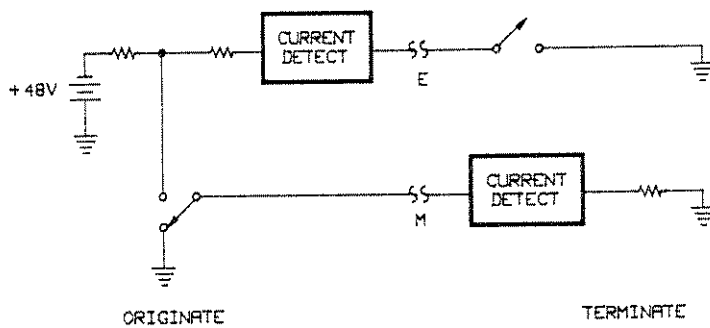 CURRENT
DETECT
+48V
E
CURRENT
DETECT
M
ORIGINATE
TERMINATE